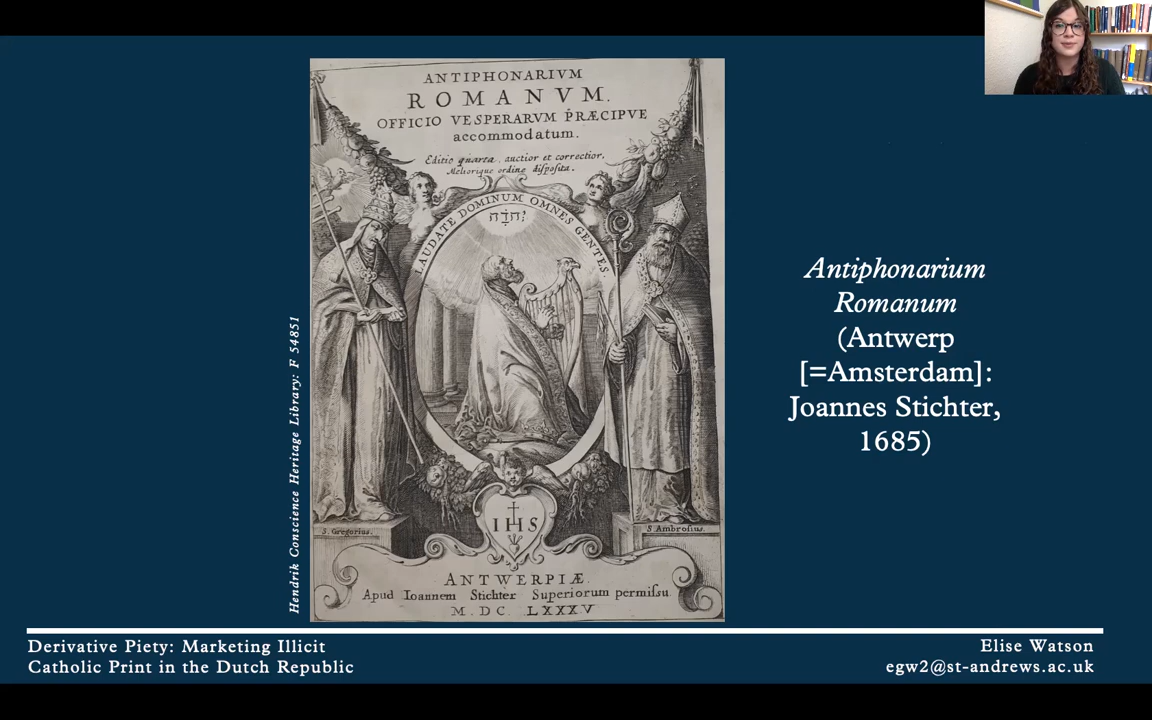 ANTIPHONARIVM
ROMANVM.
OFFICIO VESPERARVM PRÆCIPVE
accommodatum.
Editio quarta, auctior et correctior,
Meliorique ordine disposita.
LAUDATE DOMINUM OMNES GENTES.
IHS
S. Gregorius.
S. Ambrosius.
ANTWERPIÆ.
Apud Ioannem Stichter Superiorum permissu.
M. DC. LXXXV
Hendrik Conscience Heritage Library: F 54851
Antiphonarium
Romanum
(Antwerp
[=Amsterdam]:
Joannes Stichter,
1685)
Derivative Piety: Marketing Illicit
Catholic Print in the Dutch Republic
Elise Watson
egw2@st-andrews.ac.uk